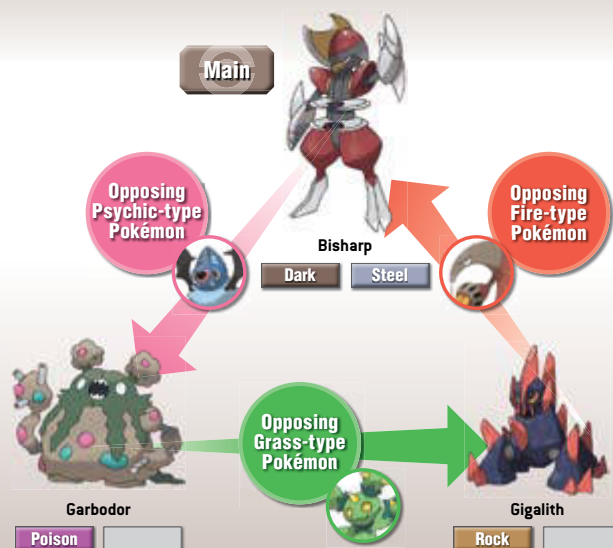 Main
Opposing
Psychic-type
Pokémon
Opposing
Fire-type
Pokémon
Bisharp
Dark
Steel
Opposing
Grass-type
Pokémon
Garbodor
Gigalith
Poison
Rock